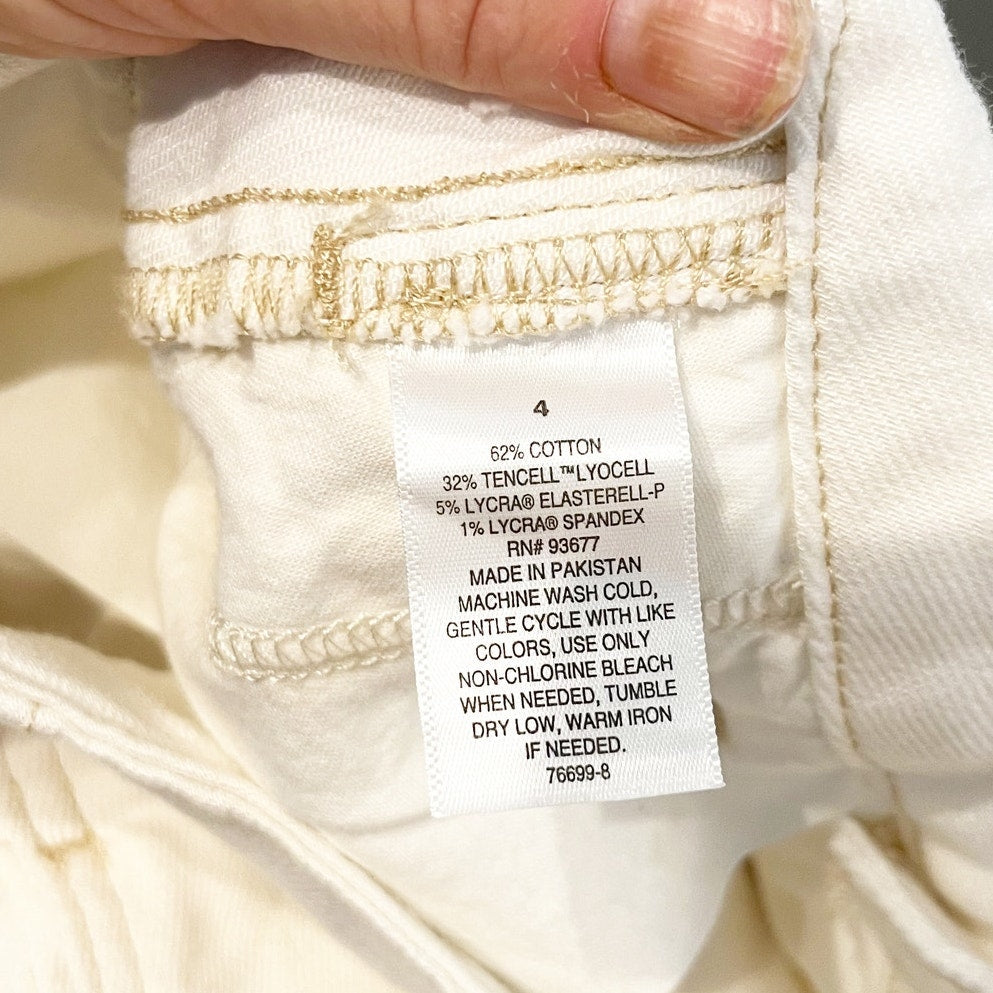 4
62% COTTON
32% TENCELL™LYOCELL
5% LYCRA® ELASTERELL-P
1% LYCRA® SPANDEX
RN# 93677
MADE IN PAKISTAN
MACHINE WASH COLD,
GENTLE CYCLE WITH LIKE
COLORS, USE ONLY
NON-CHLORINE BLEACH
WHEN NEEDED, TUMBLE
DRY LOW, WARM IRON
IF NEEDED.
76699-8